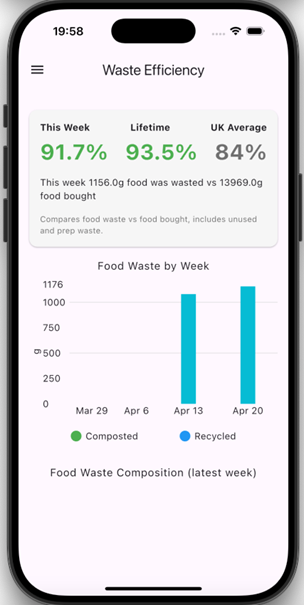 19:58
Waste Efficiency
This Week Lifetime UK Average
91.7% 93.5% 84%
This week 1156.0g food was wasted vs 13969.0g
food bought
Compares food waste vs food bought, includes unused
and prep waste.
Food Waste by Week
1176
1000
750
g
500
250
0
Mar 29 Apr 6 Apr 13 Apr 20
Composted Recycled
Food Waste Composition (latest week)